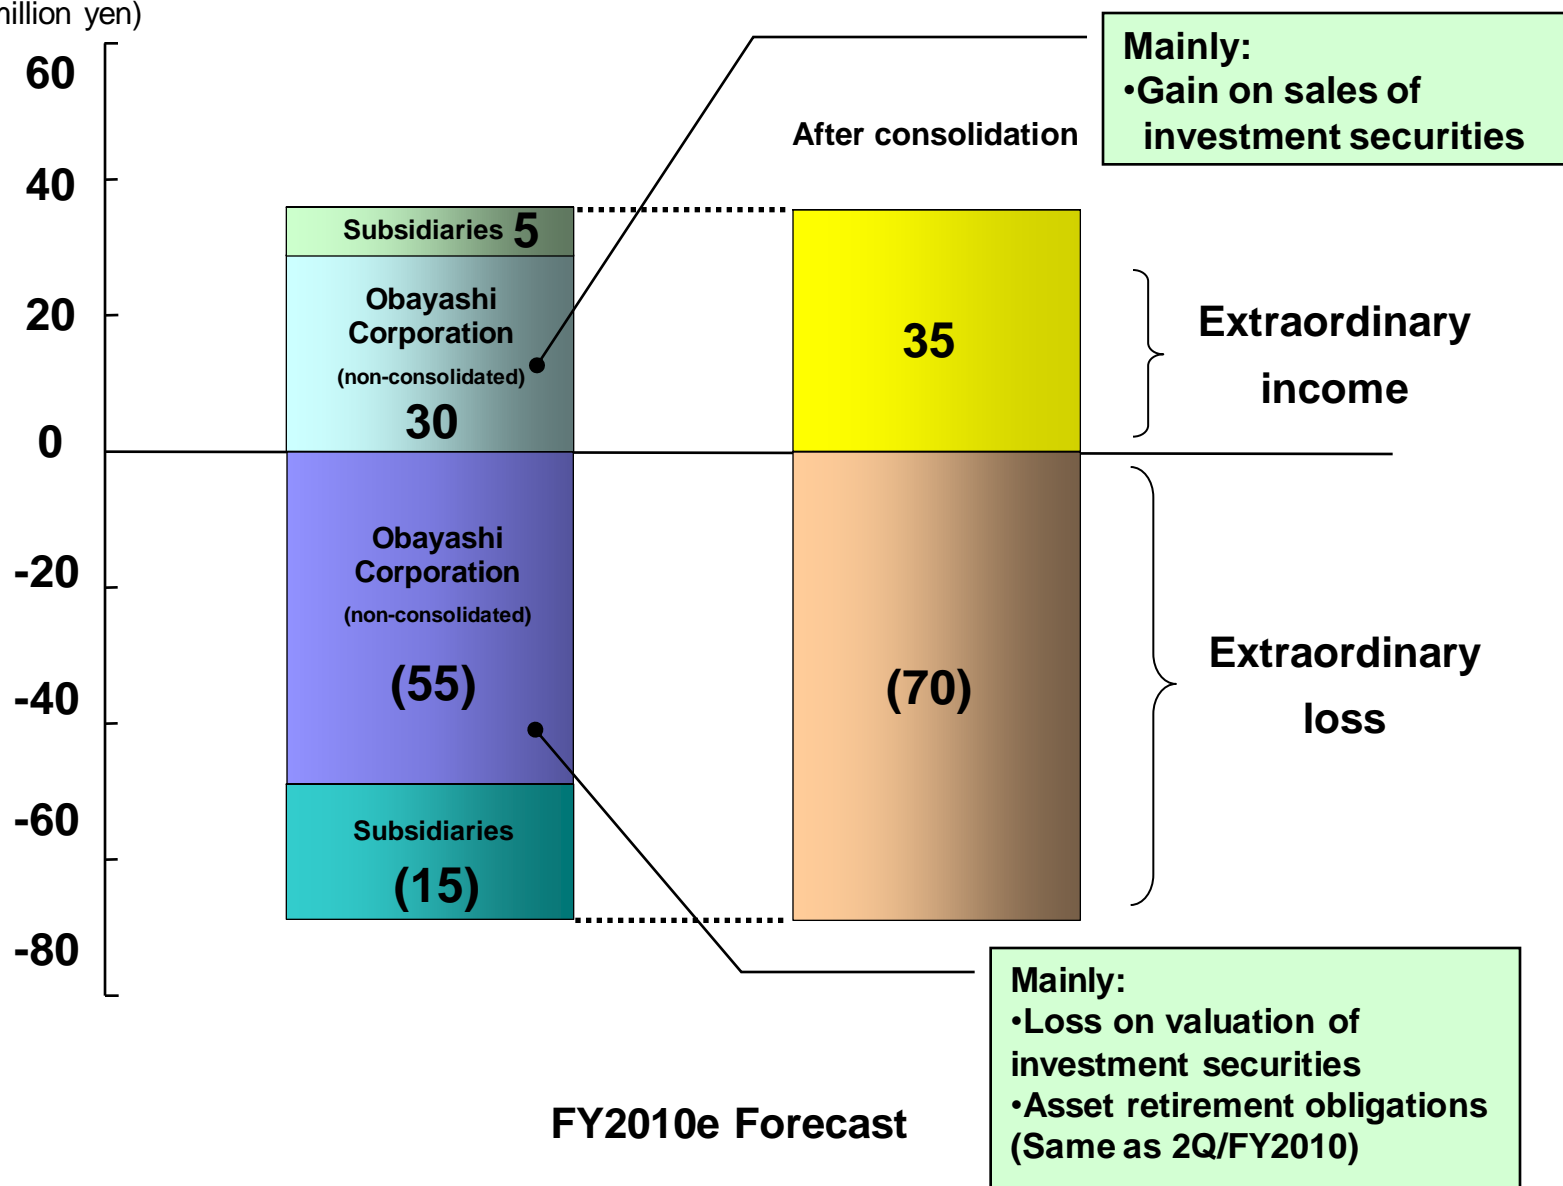 million yen)
60
40
20
0
-20
-40
-60
-80
Mainly:
•Gain on sales of
investment securities
After consolidation
Subsidiaries 5
Obayashi
Corporation
(non-consolidated)
30
35
Extraordinary
income
Obayashi
Corporation
(non-consolidated)
(55)
Subsidiaries
(15)
(70)
Extraordinary
loss
Mainly:
•Loss on valuation of
investment securities
•Asset retirement obligations
(Same as 2Q/FY2010)
FY2010e Forecast